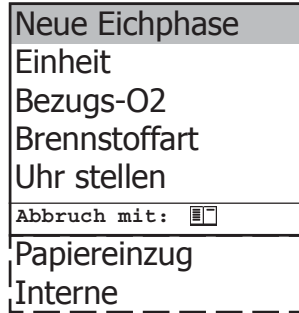 Neue Eichphase
Einheit
Bezugs-O2
Brennstoffart
Uhr stellen
Abbruch mit:
Papiereinzug
Interne